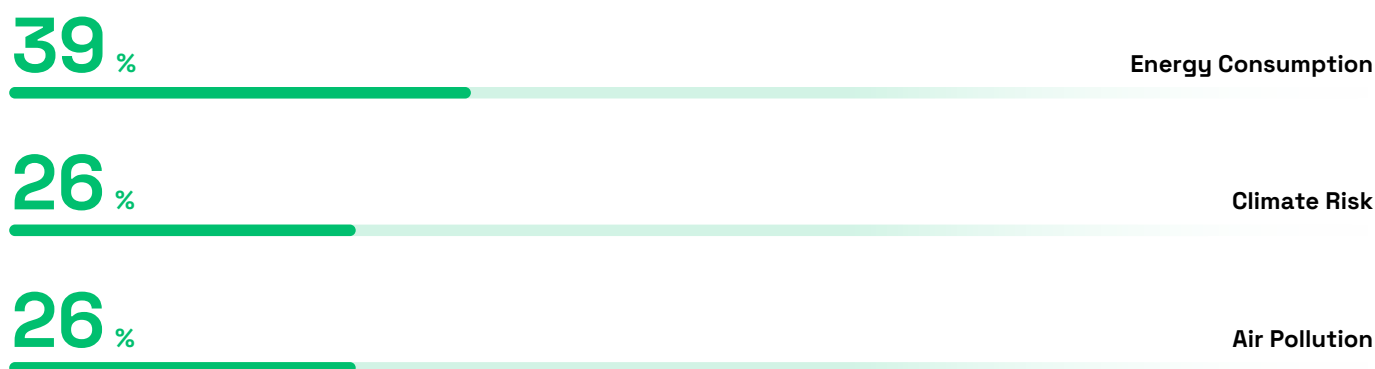 39 %
Energy Consumption
26 %
Climate Risk
26 %
Air Pollution